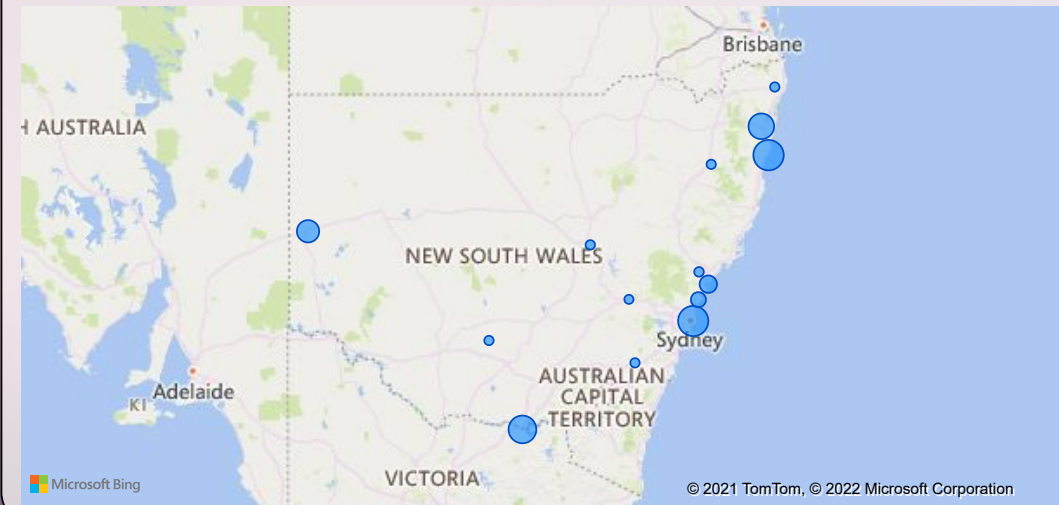 Brisbane
H AUSTRALIA
NEW SOUTH WALES
Sydney
AUSTRALIAN
CAPITAL
TERRITORY
Adelaide
KI
VICTORIA
Microsoft Bing
© 2021 TomTom, © 2022 Microsoft Corporation